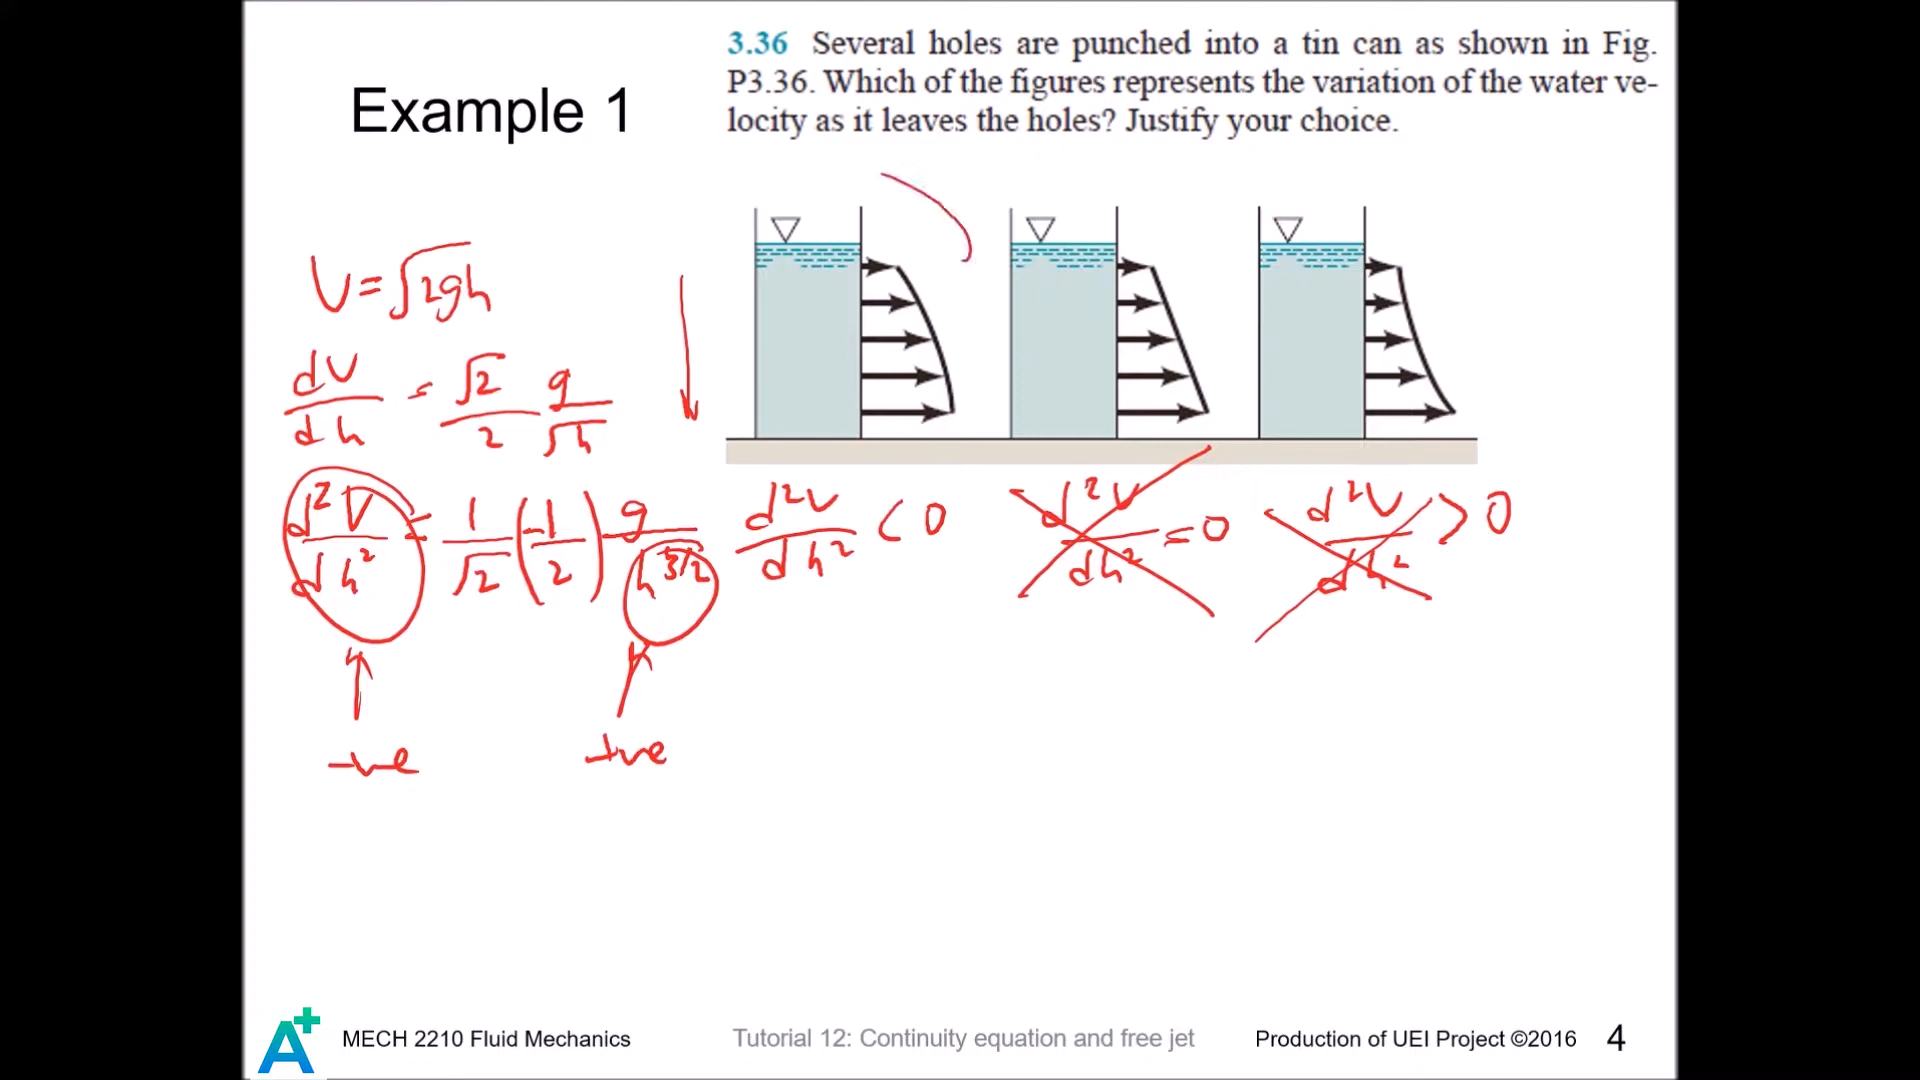 Example 1
3.36 Several holes are punched into a tin can as shown in Fig.
P3.36. Which of the figures represents the variation of the water ve-
locity as it leaves the holes? Justify your choice.
V = √2gh
dV/dh = √2/2 g/√h
d²V/dh² = 1/√2 (-1/2) g/h^3/2
d²V/dh² < 0
d²V/dh² = 0
d²V/dh² > 0
-ve
+ve
A+
MECH 2210 Fluid Mechanics
Tutorial 12: Continuity equation and free jet
Production of UEI Project ©2016
4